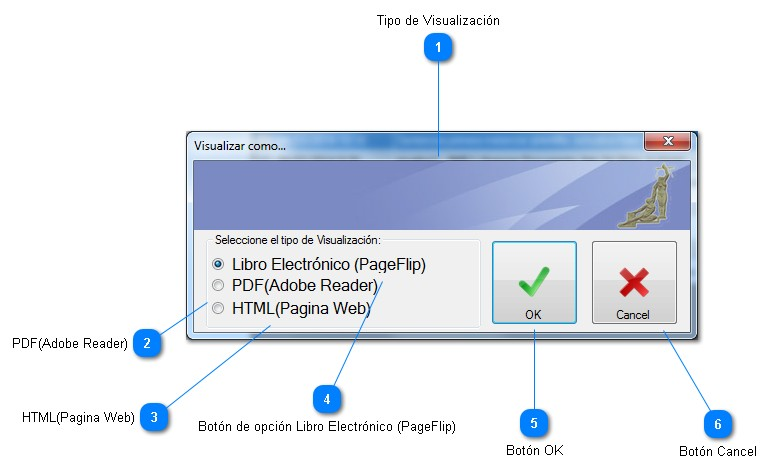 Tipo de Visualización
1
Visualizar como...
Seleccione el tipo de Visualización:
Libro Electrónico (PageFlip)
PDF(Adobe Reader)
HTML(Pagina Web)
OK
Cancel
PDF(Adobe Reader) 2
HTML(Pagina Web) 3
4
Botón de opción Libro Electrónico (PageFlip)
5
Botón OK
6
Botón Cancel